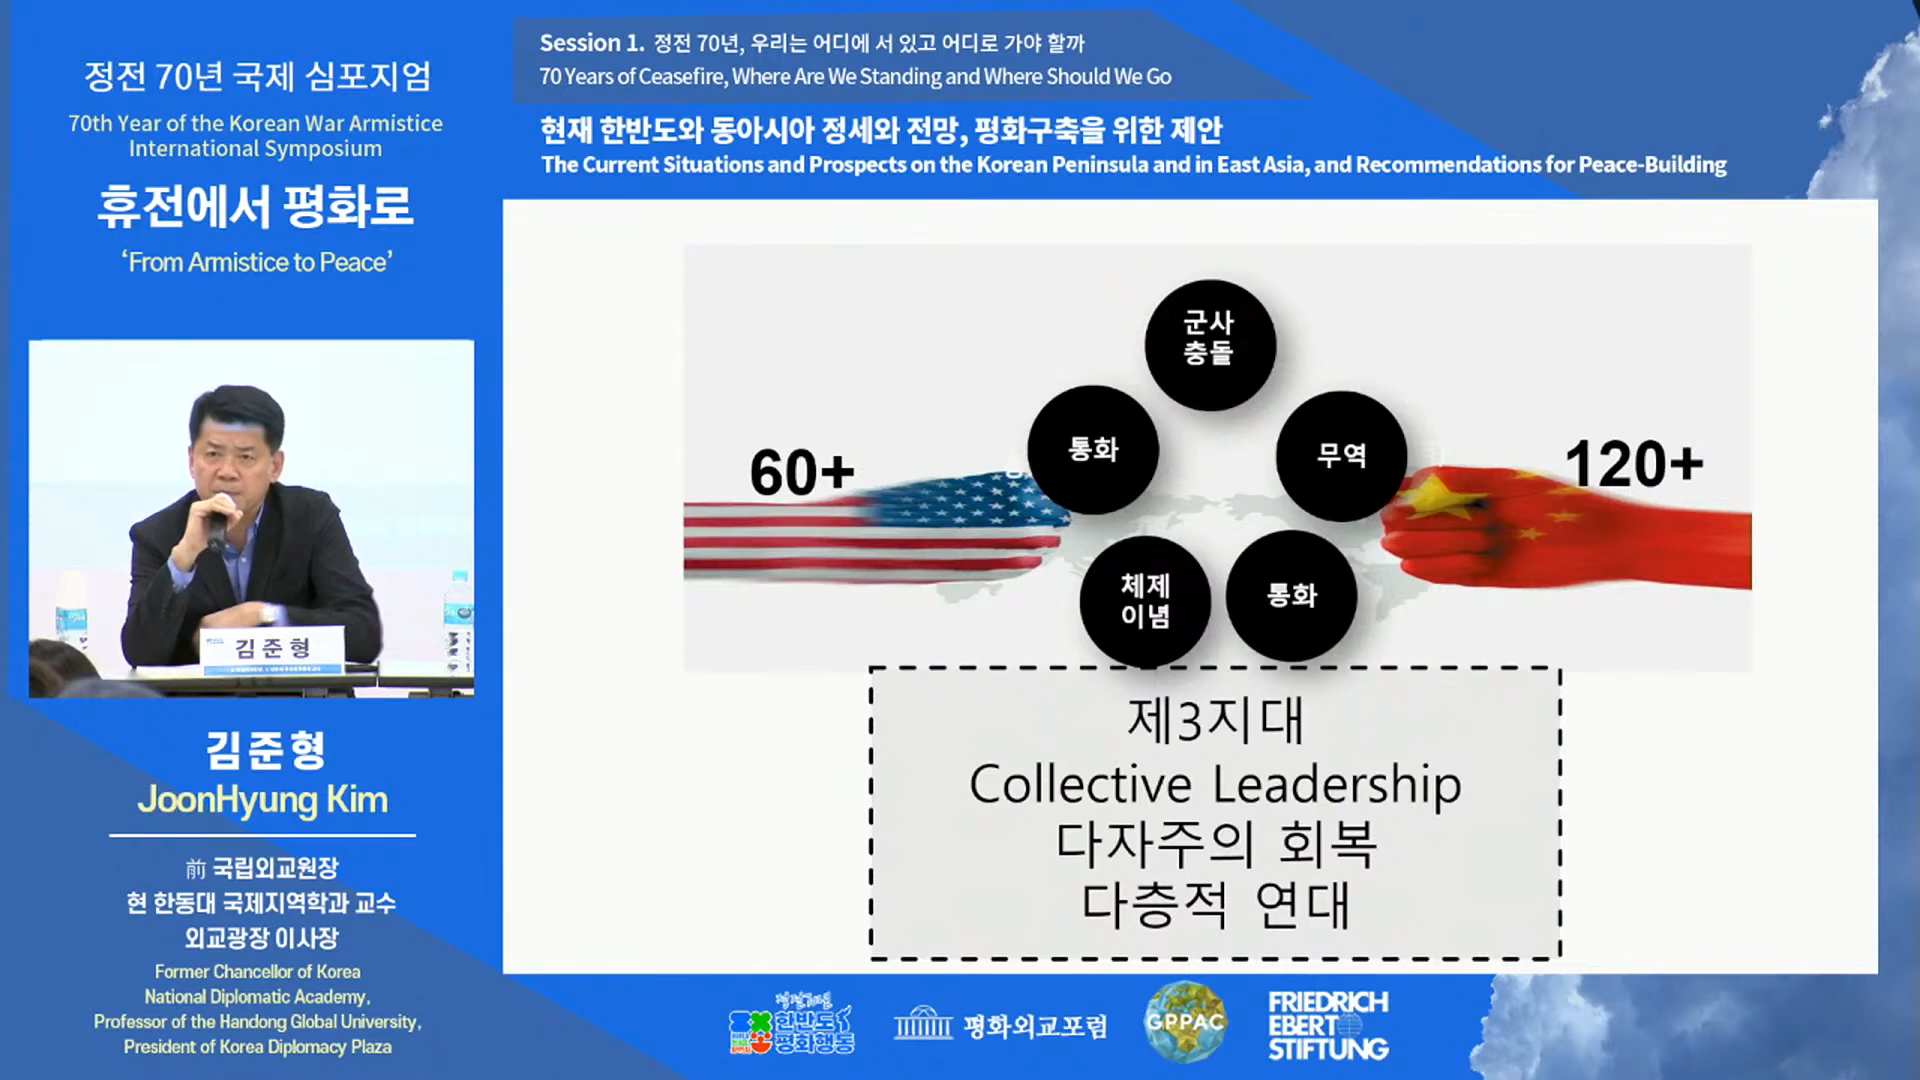 정전 70년 국제 심포지엄
70th Year of the Korean War Armistice
International Symposium
휴전에서 평화로
‘From Armistice to Peace’
Session 1. 정전 70년, 우리는 어디에 서 있고 어디로 가야 할까
70 Years of Ceasefire, Where Are We Standing and Where Should We Go
현재 한반도와 동아시아 정세와 전망, 평화구축을 위한 제안
The Current Situations and Prospects on the Korean Peninsula and in East Asia, and Recommendations for Peace-Building
군사
충돌
통화
무역
60+
120+
체제
이념
통화
제3지대
Collective Leadership
다자주의 회복
다층적 연대
김준형
김준형
JoonHyung Kim
前 국립외교원장
현 한동대 국제지역학과 교수
외교광장 이사장
Former Chancellor of Korea
National Diplomatic Academy,
Professor of the Handong Global University,
President of Korea Diplomacy Plaza
정전70년
한반도
평화행동
평화외교포럼
GPPAC
FRIEDRICH
EBERT
STIFTUNG